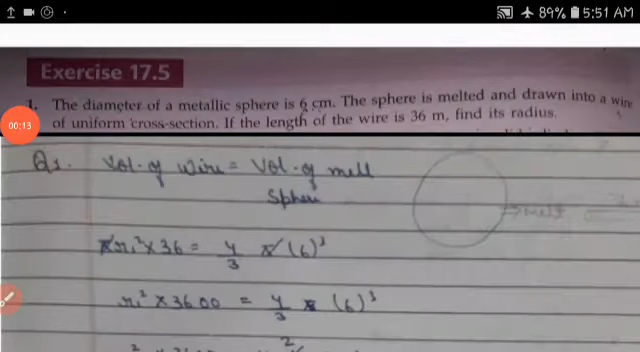 89% 5:51 AM
Exercise 17.5
1. The diameter of a metallic sphere is 6 cm. The sphere is melted and drawn into a wire
of uniform cross-section. If the length of the wire is 36 m, find its radius.
00:13
Q1. Vol. of wire = Vol. of melt
Sphere
π r₁² × 36 = 4/3 π (6)³
r₁² × 3600 = 4/3 × (6)³